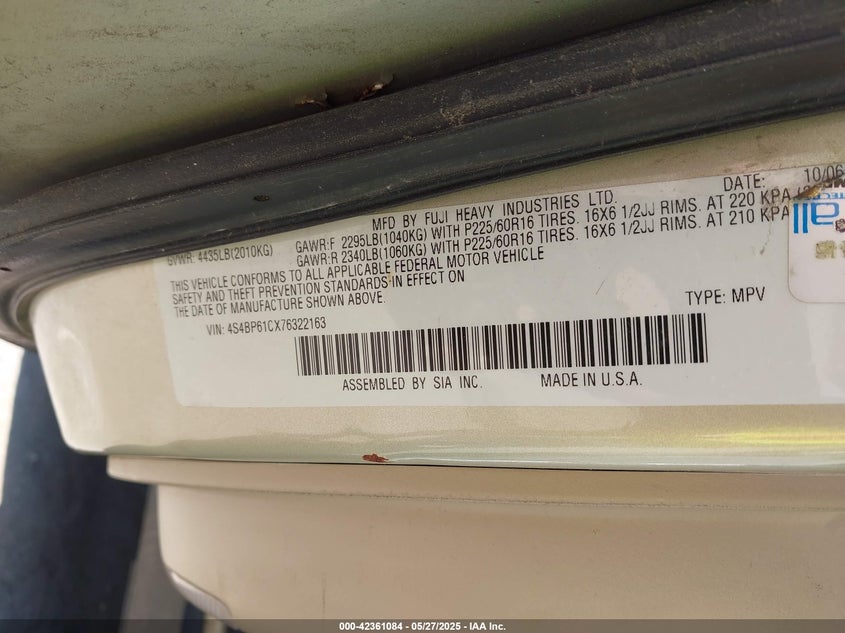 MFD BY FUJI HEAVY INDUSTRIES LTD. DATE: 10/06
GVWR: 4435LB(2010KG) GAWR:F 2295LB(1040KG) WITH P225/60R16 TIRES. 16X6 1/2JJ RIMS. AT 220 KPA
GAWR:R 2340LB(1060KG) WITH P225/60R16 TIRES. 16X6 1/2JJ RIMS. AT 210 KPA
THIS VEHICLE CONFORMS TO ALL APPLICABLE FEDERAL MOTOR VEHICLE
SAFETY AND THEFT PREVENTION STANDARDS IN EFFECT ON
THE DATE OF MANUFACTURE SHOWN ABOVE.
VIN: 4S4BP61CX76322163 TYPE: MPV
ASSEMBLED BY SIA INC. MADE IN U.S.A.
all
000-42361084 — 05/27/2025 — IAA Inc.